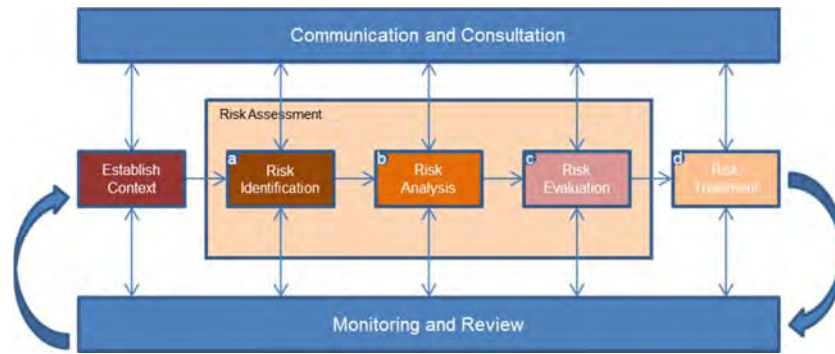 Communication and Consultation
Risk Assessment
Establish
Context
a
Risk
Identification
b
Risk
Analysis
c
Risk
Evaluation
d
Risk
Treatment
Monitoring and Review